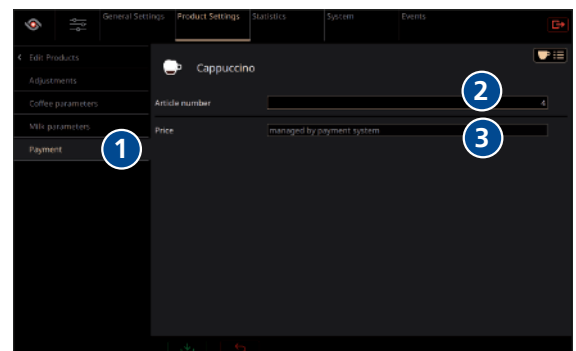 General Settings Product Settings Statistics System Events
Edit Products
Cappuccino
Adjustments
Coffee parameters
Article number 4
2
Milk parameters
Price managed by payment system
3
Payment
1